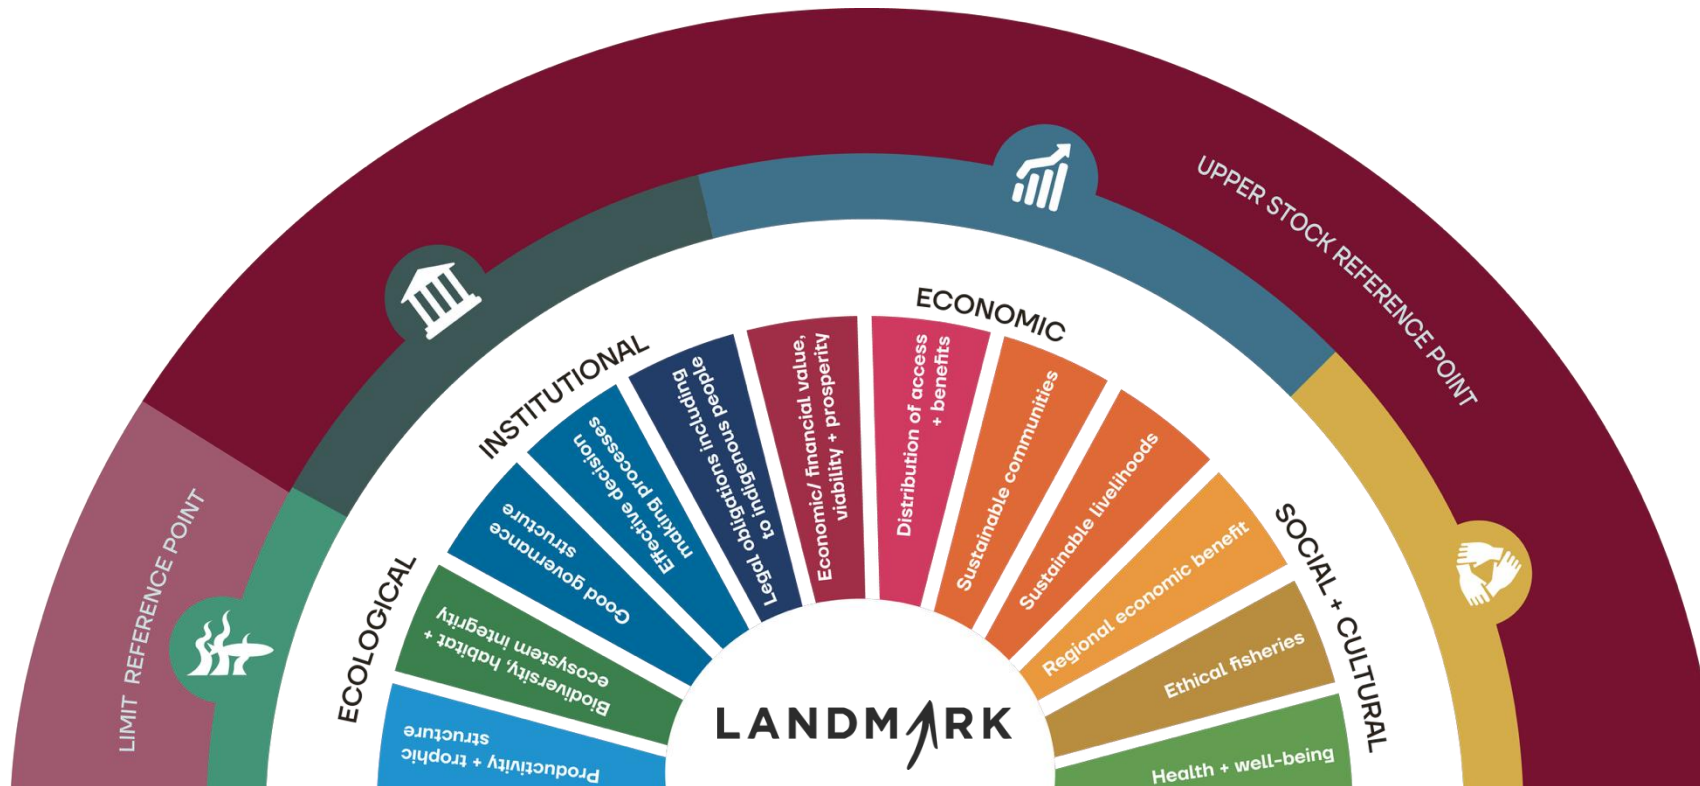 LIMIT REFERENCE POINT
UPPER STOCK REFERENCE POINT
ECOLOGICAL
INSTITUTIONAL
ECONOMIC
SOCIAL + CULTURAL
Productivity + trophic
structure
Biodiversity, habitat +
ecosystem integrity
Good governance
structure
Effective decision
making processes
Legal obligations including
to indigenous people
Economic/ financial value,
viability + prosperity
Distribution of access
+ benefits
Sustainable communities
Sustainable livelihoods
Regional economic benefit
Ethical fisheries
Health + well-being
LANDMARK